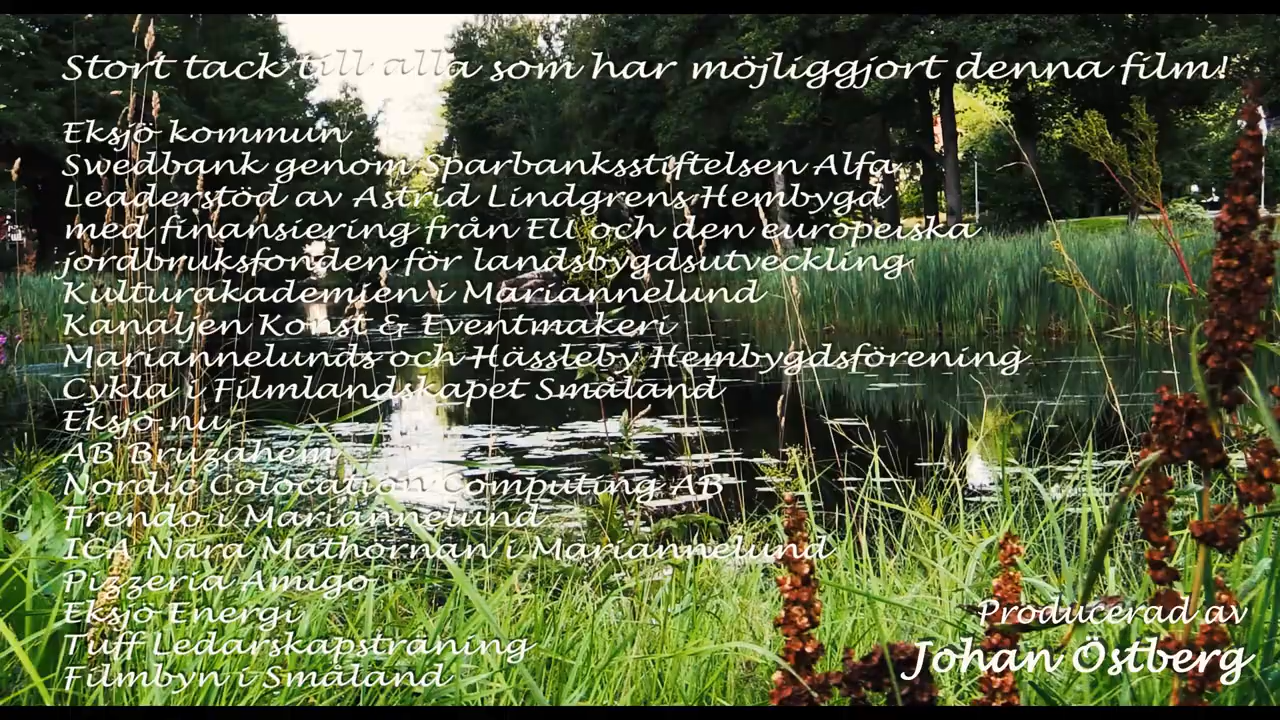 Stort tack till alla som har möjliggjort denna film!
Eksjö kommun
Swedbank genom Sparbanksstiftelsen Alfa
Leaderstöd av Astrid Lindgrens Hembygd
med finansiering från EU och den europeiska
jordbruksfonden för landsbygdsutveckling
Kulturakademien i Mariannelund
Kanaljen Konst & Eventmakeri
Mariannelunds och Hässleby Hembygdsförening
Cykla i Filmlandskapet Småland
Eksjö.nu
AB Bruzahem
Nordic Colocation Computing AB
Frendo i Mariannelund
ICA Nära Mathörnan i Mariannelund
Pizzeria Amigo
Eksjö Energi
Tuff Ledarskapsträning
Filmbyn i Småland
Producerad av
Johan Östberg